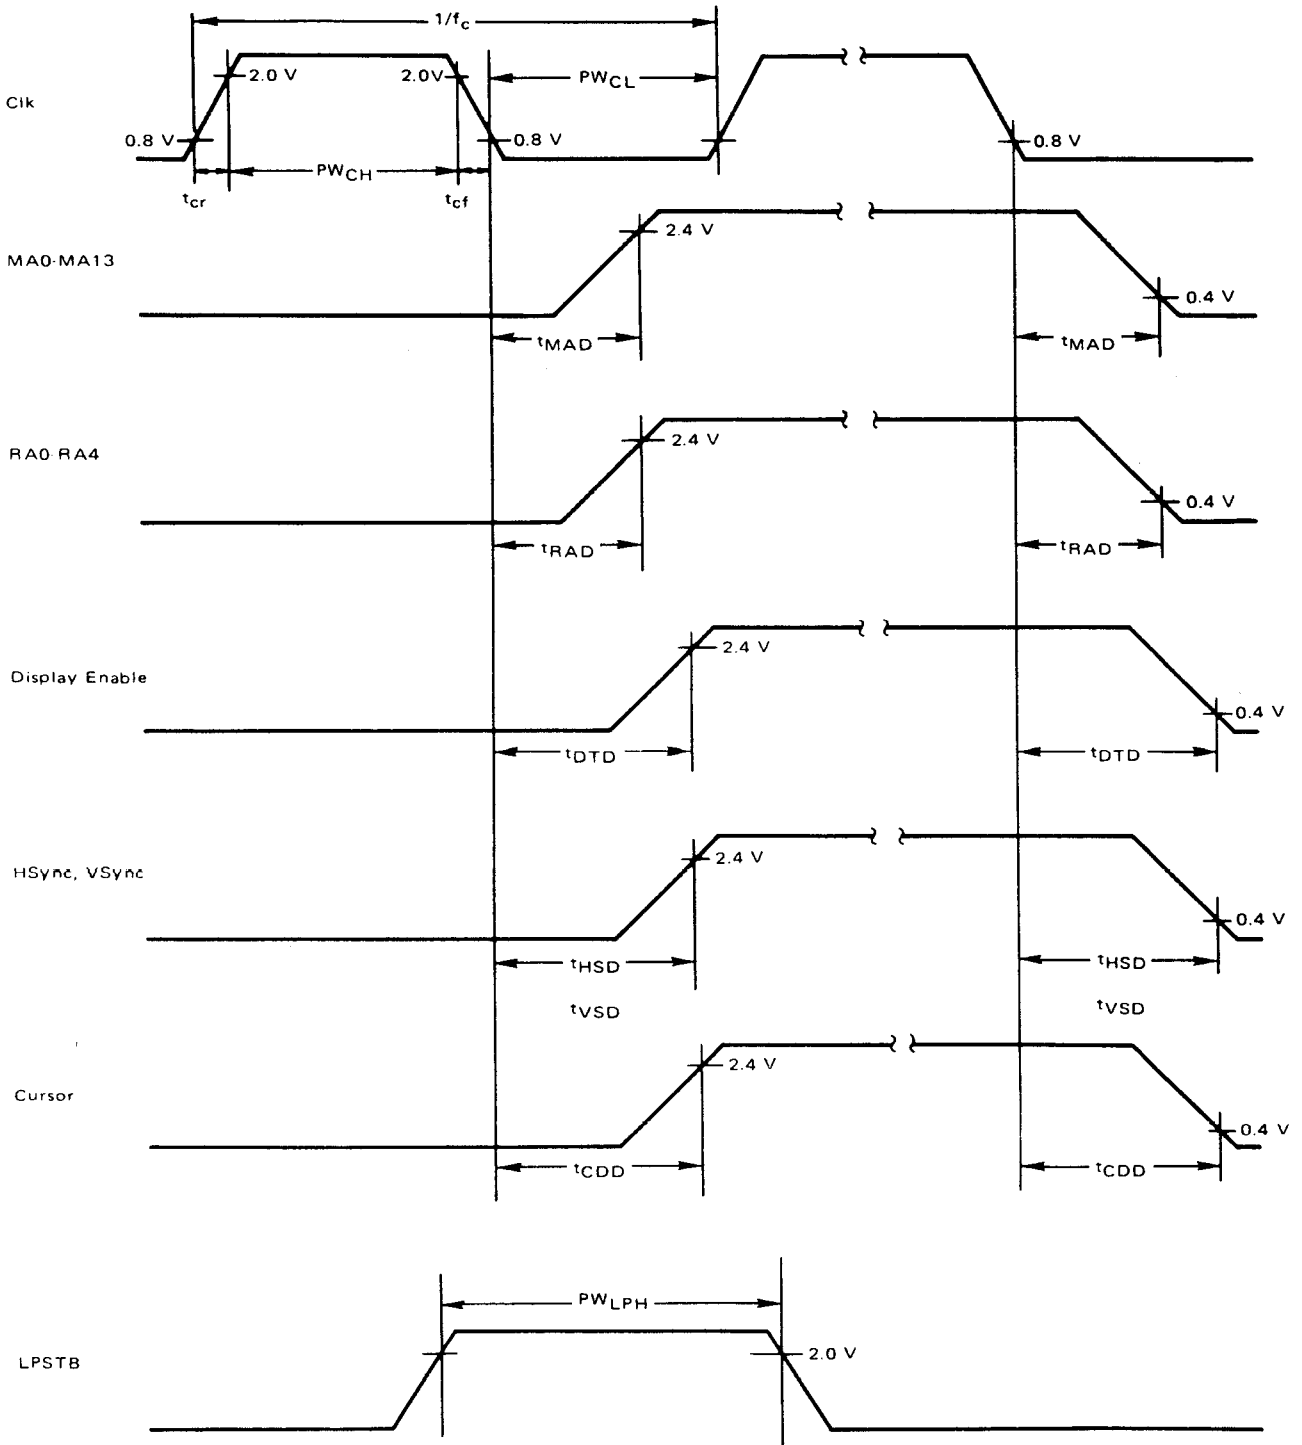 1/fc
2.0 V
2.0V
PWCL
Clk
0.8 V
0.8 V
0.8 V
PWCH
tcr
tcf
2.4 V
MA0-MA13
0.4 V
tMAD
tMAD
2.4 V
RA0-RA4
0.4 V
tRAD
tRAD
2.4 V
Display Enable
0.4 V
tDTD
tDTD
2.4 V
HSync, VSync
0.4 V
tHSD
tHSD
tVSD
tVSD
2.4 V
Cursor
0.4 V
tCDD
tCDD
PWLPH
LPSTB
2.0 V